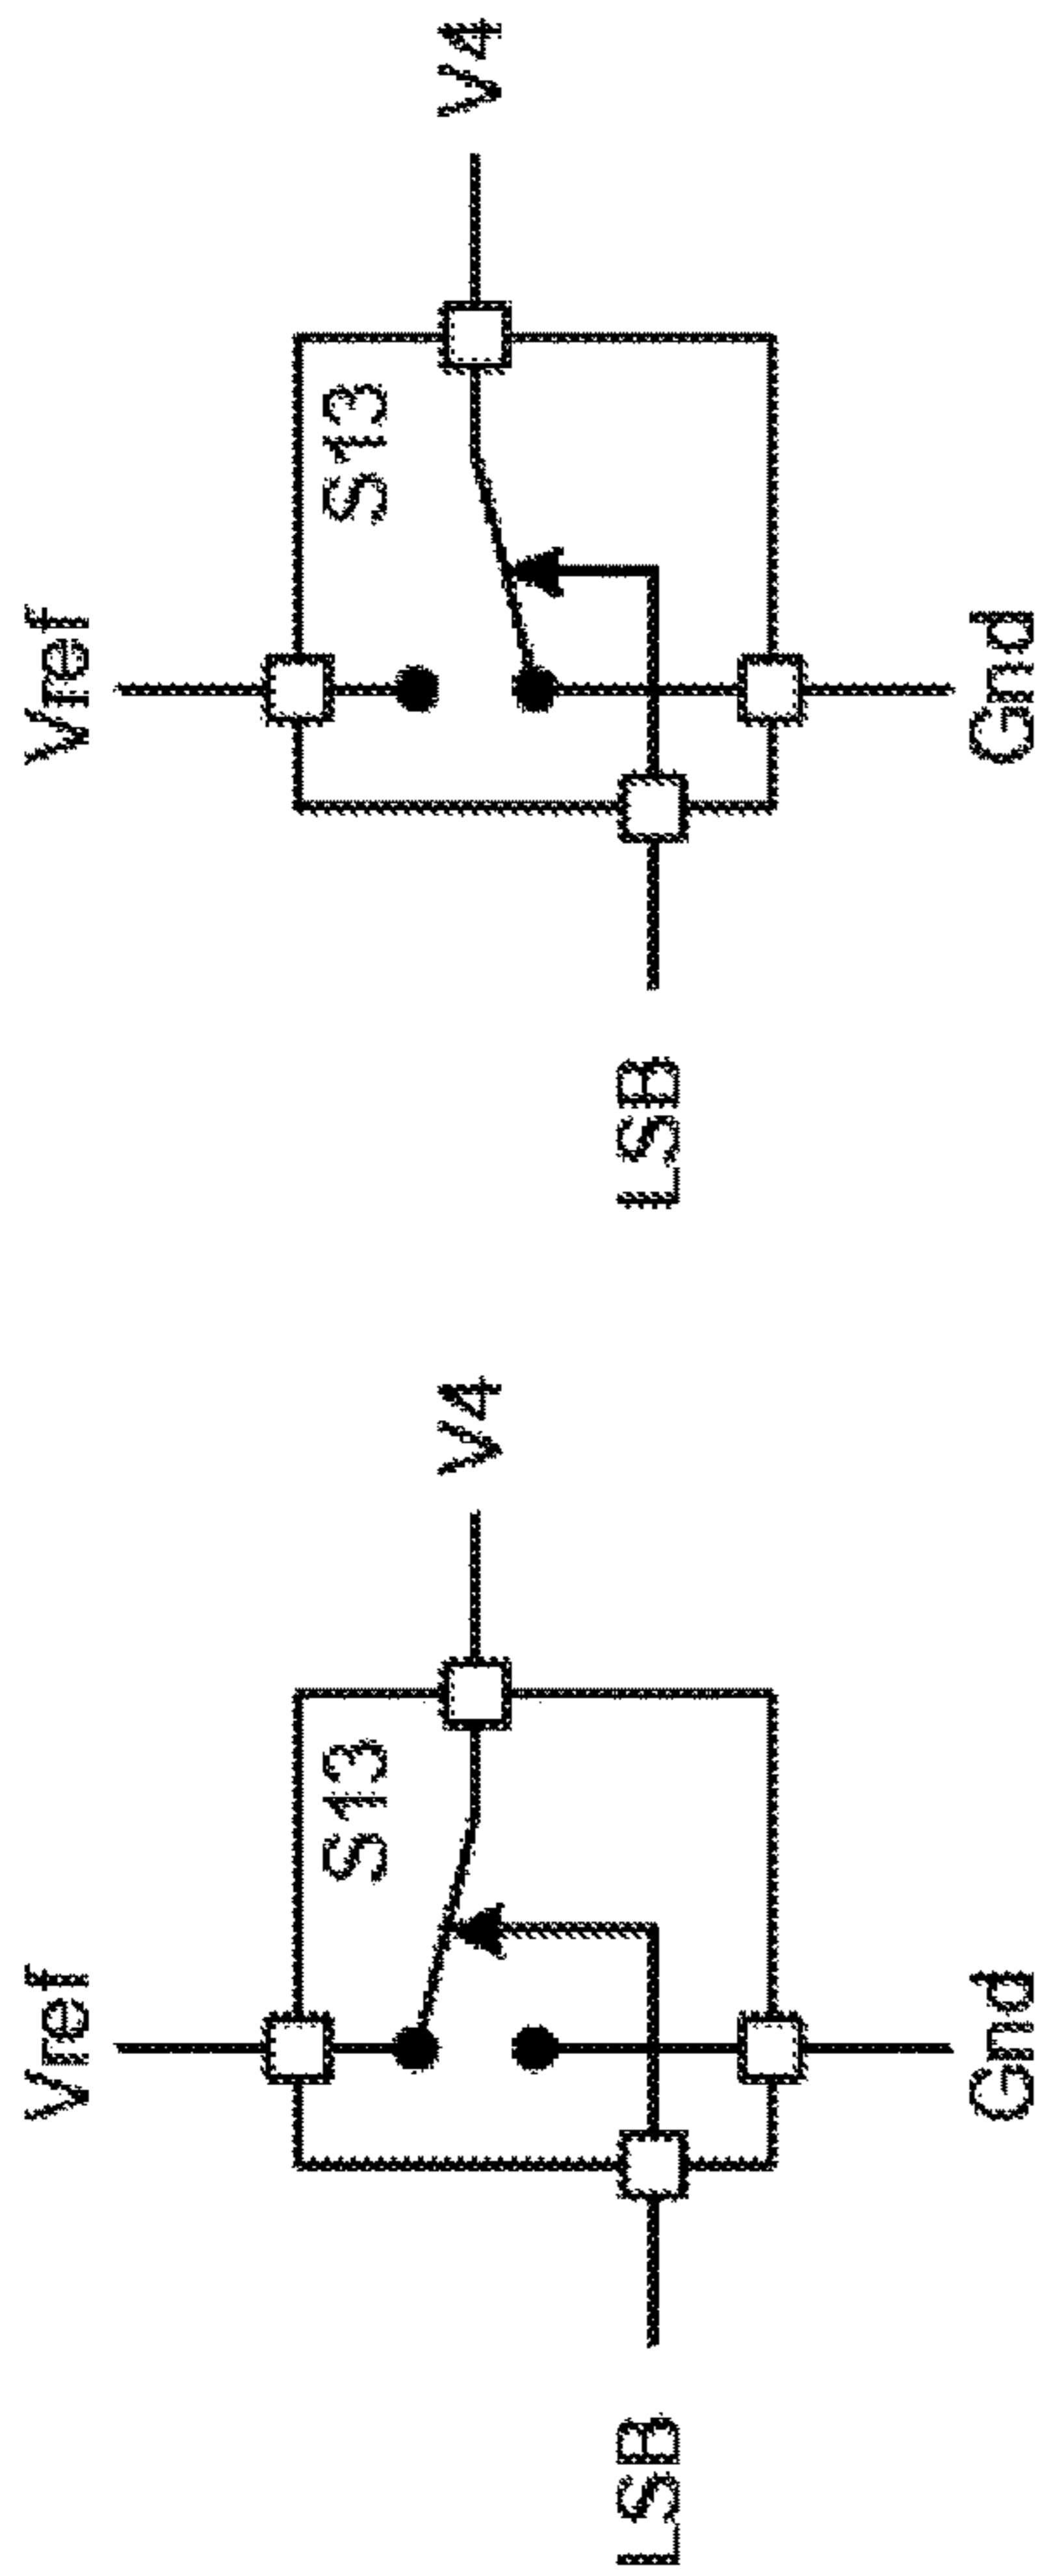 Vref
S13
V4
LSB
Gnd
Vref
S13
V4
LSB
Gnd